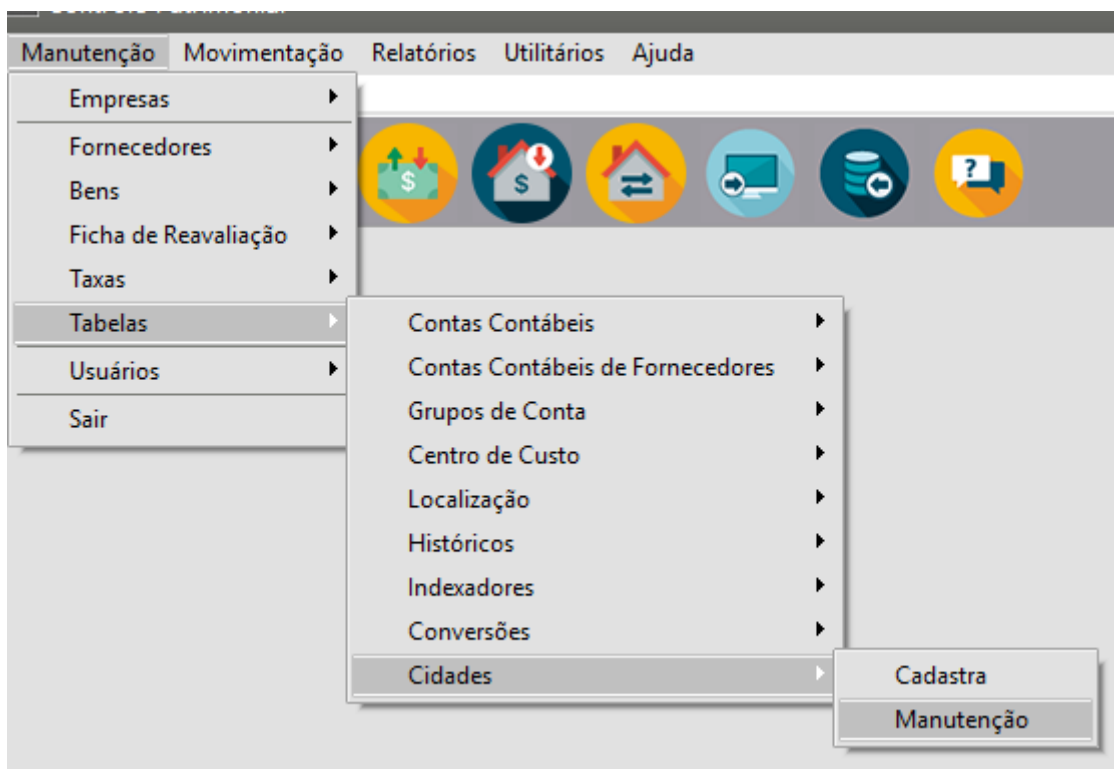 Manutenção Movimentação Relatórios Utilitários Ajuda
Empresas
Fornecedores
Bens
Ficha de Reavaliação
Taxas
Tabelas
Usuários
Sair
Contas Contábeis
Contas Contábeis de Fornecedores
Grupos de Conta
Centro de Custo
Localização
Históricos
Indexadores
Conversões
Cidades
Cadastra
Manutenção
$
$
?